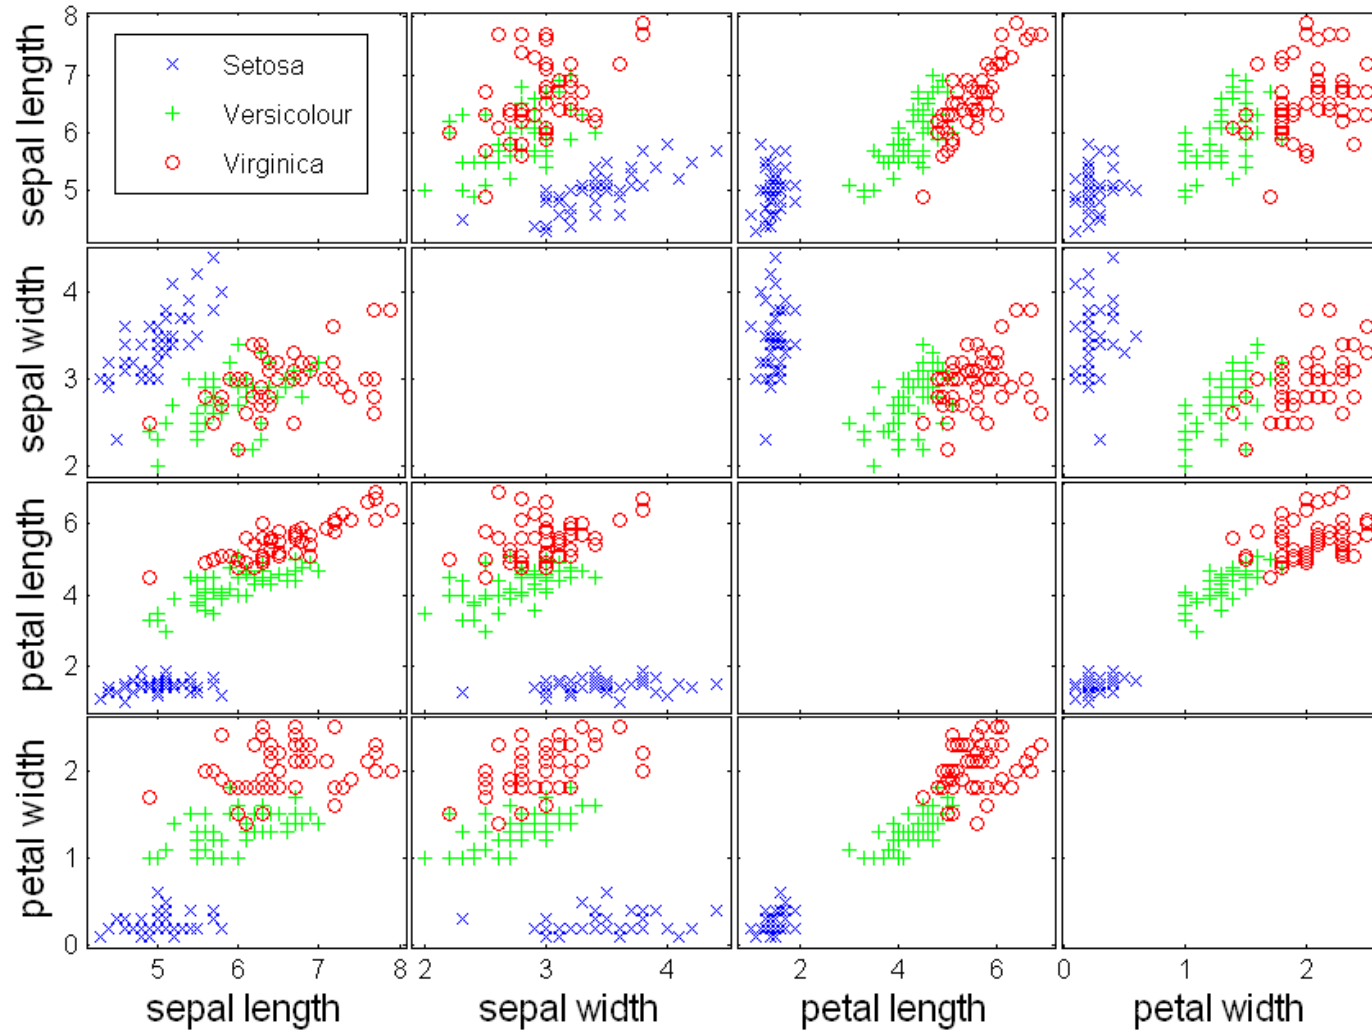 sepal length
8
7
6
5
Setosa
Versicolour
Virginica
sepal width
4
3
2
petal length
6
4
2
petal width
2
1
0
5 6 7 8 2 3 4 2 4 6 0 1 2
sepal length sepal width petal length petal width